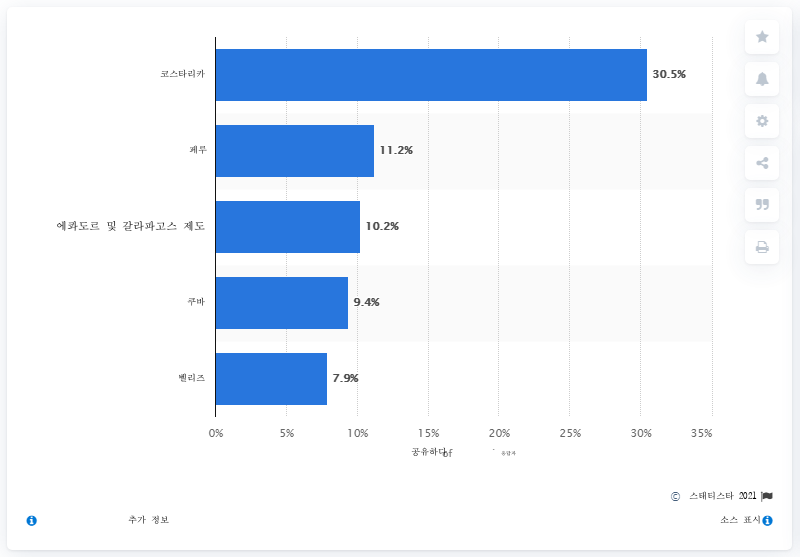 코스타리카
30.5%
페루
11.2%
에콰도르 및 갈라파고스 제도
10.2%
쿠바
9.4%
벨리즈
7.9%
0% 5% 10% 15% 20% 25% 30% 35%
공유하다 of
© 스태티스타 2021
추가 정보
소스 표시